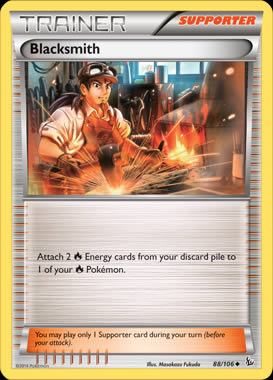 TRAINER
SUPPORTER
Blacksmith
Attach 2 Energy cards from your discard pile to
1 of your Pokémon.
You may play only 1 Supporter card during your turn (before
your attack).
©2014 Pokémon
Illus. Masakazu Fukuda
88/106